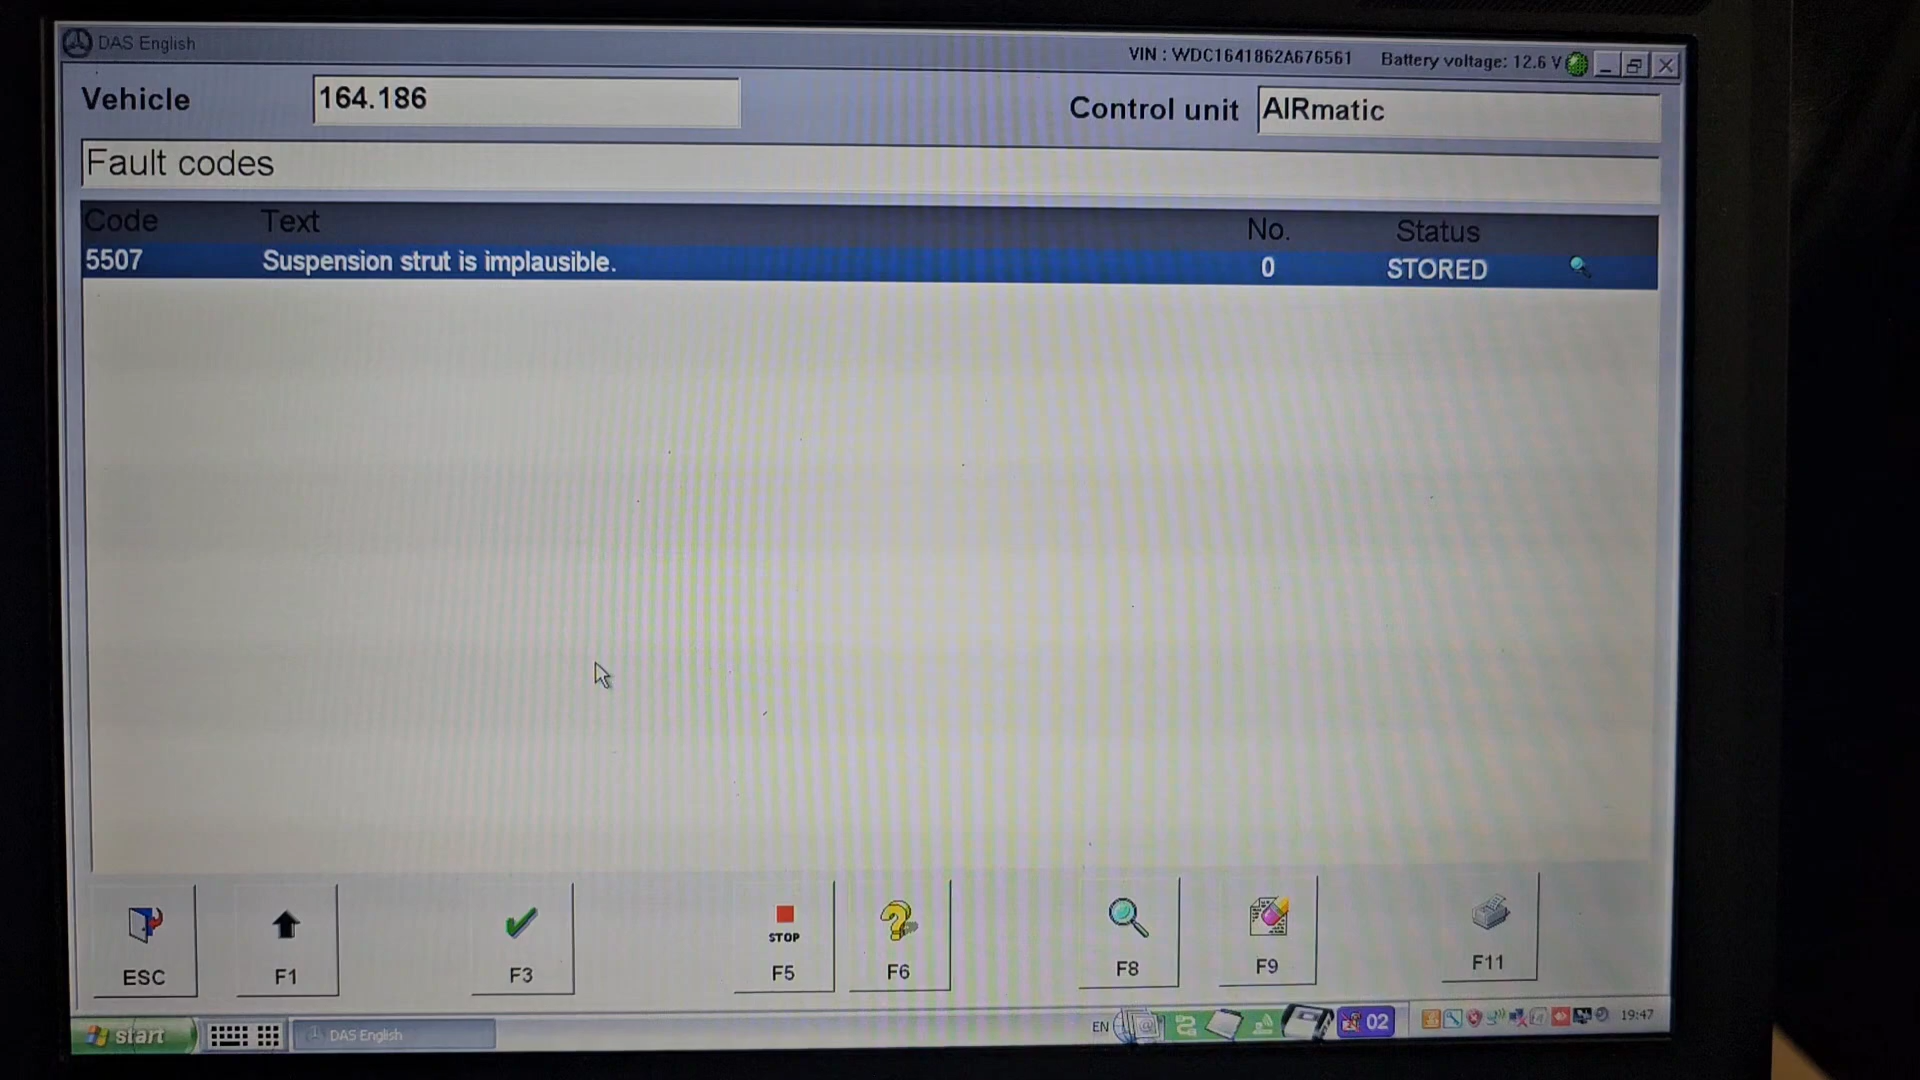 DAS English
VIN : WDC1641862A676561 Battery voltage: 12.6 V
Vehicle 164.186 Control unit AIRmatic
Fault codes
Code Text No. Status
5507 Suspension strut is implausible. 0 STORED
STOP
ESC F1 F3 F5 F6 F8 F9 F11
start DAS English EN 02 19:47